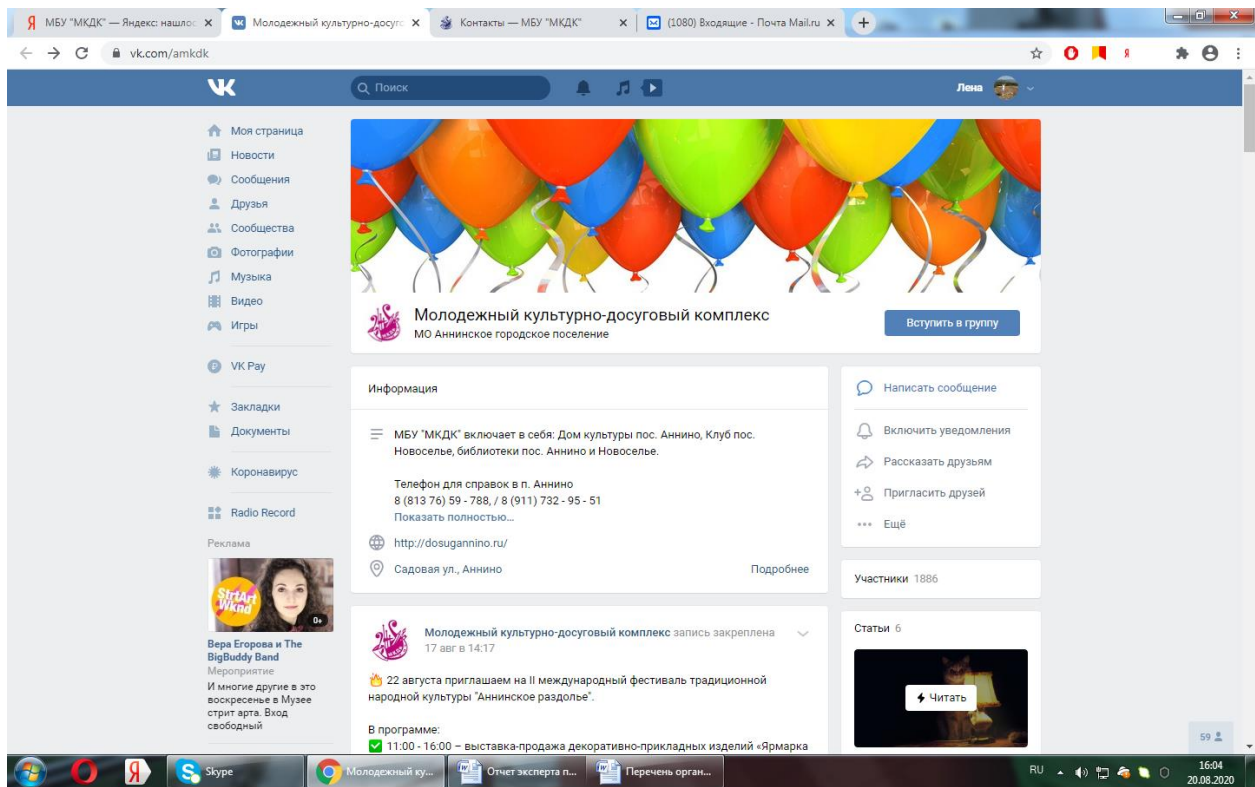 МБУ "МКДК" — Яндекс: нашлос
Молодежный культурно-досуго
Контакты — МБУ "МКДК"
(1080) Входящие - Почта Mail.ru
vk.com/amkdk
Поиск
Лена
Моя страница
Новости
Сообщения
Друзья
Сообщества
Фотографии
Музыка
Видео
Игры
VK Pay
Закладки
Документы
Коронавирус
Radio Record
Реклама
StrtArt
Wknd
0+
Вера Егорова и The
BigBuddy Band
Мероприятие
И многие другие в это
воскресенье в Музее
стрит арта. Вход
свободный
Молодежный культурно-досуговый комплекс
МО Аннинское городское поселение
Вступить в группу
Информация
МБУ "МКДК" включает в себя: Дом культуры пос. Аннино, Клуб пос.
Новоселье, библиотеки пос. Аннино и Новоселье.
Телефон для справок в п. Аннино
8 (813 76) 59 - 788, / 8 (911) 732 - 95 - 51
Показать полностью...
http://dosugannino.ru/
Садовая ул., Аннино
Подробнее
Молодежный культурно-досуговый комплекс запись закреплена
17 авг в 14:17
22 августа приглашаем на II международный фестиваль традиционной
народной культуры "Аннинское раздолье".
В программе:
11:00 - 16:00 – выставка-продажа декоративно-прикладных изделий «Ярмарка
Написать сообщение
Включить уведомления
Рассказать друзьям
Пригласить друзей
Ещё
Участники 1886
Статьи 6
Читать
59
Skype
Молодежный ку...
Отчет эксперта п...
Перечень орган...
RU
16:04
20.08.2020